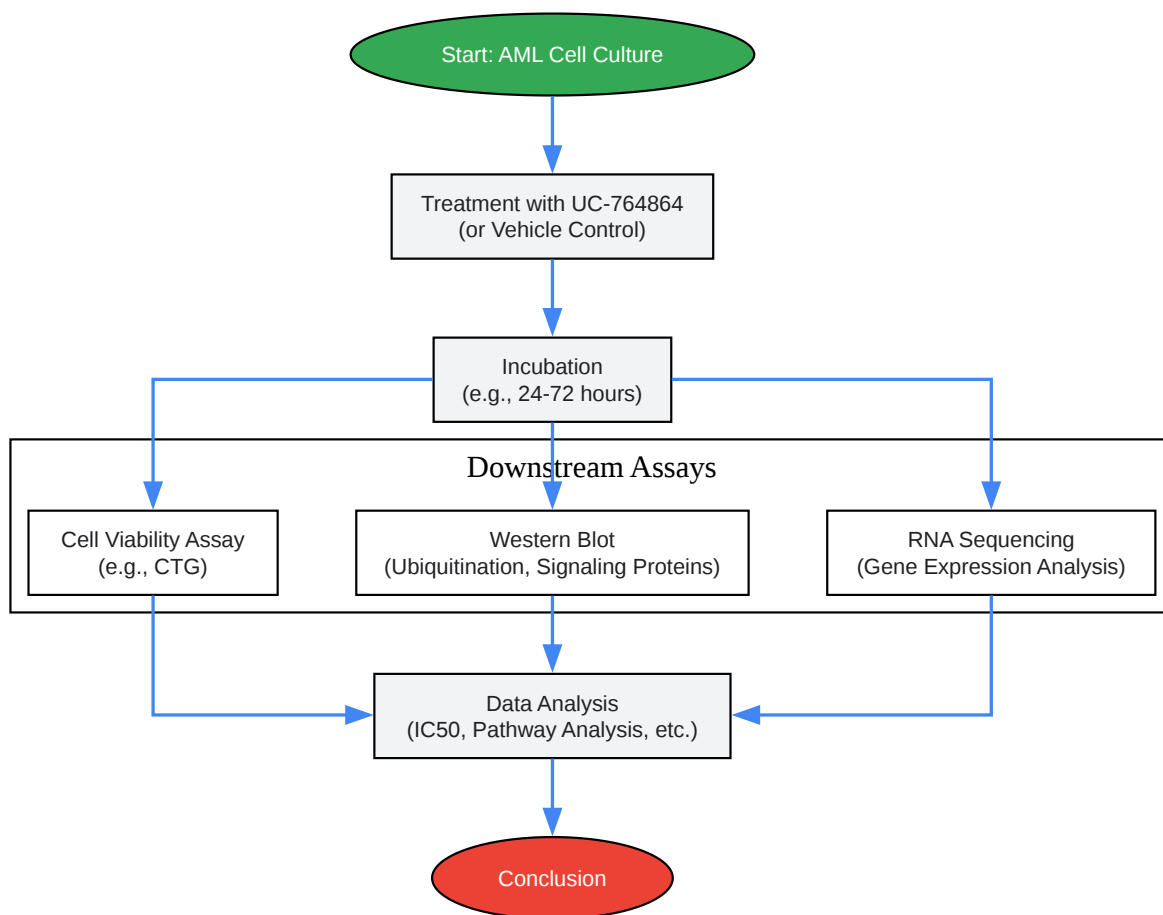 Start: AML Cell Culture
Treatment with UC-764864
(or Vehicle Control)
Incubation
(e.g., 24-72 hours)
Downstream Assays
Cell Viability Assay
(e.g., CTG)
Western Blot
(Ubiquitination, Signaling Proteins)
RNA Sequencing
(Gene Expression Analysis)
Data Analysis
(IC50, Pathway Analysis, etc.)
Conclusion